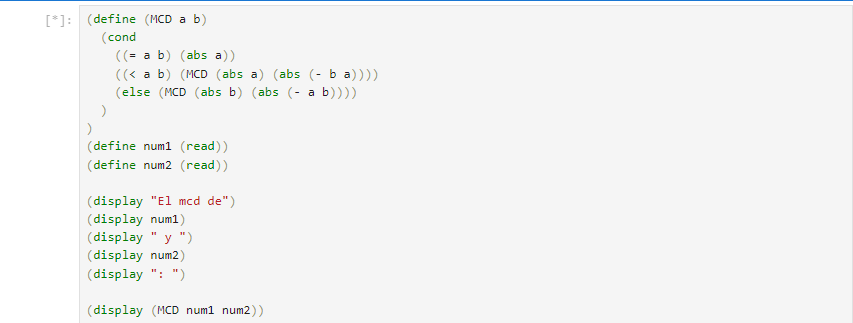 [*]: (define (MCD a b)
  (cond
    ((= a b) (abs a))
    ((< a b) (MCD (abs a) (abs (- b a))))
    (else (MCD (abs b) (abs (- a b))))
  )
)
(define num1 (read))
(define num2 (read))

(display "El mcd de")
(display num1)
(display " y ")
(display num2)
(display ": ")

(display (MCD num1 num2))